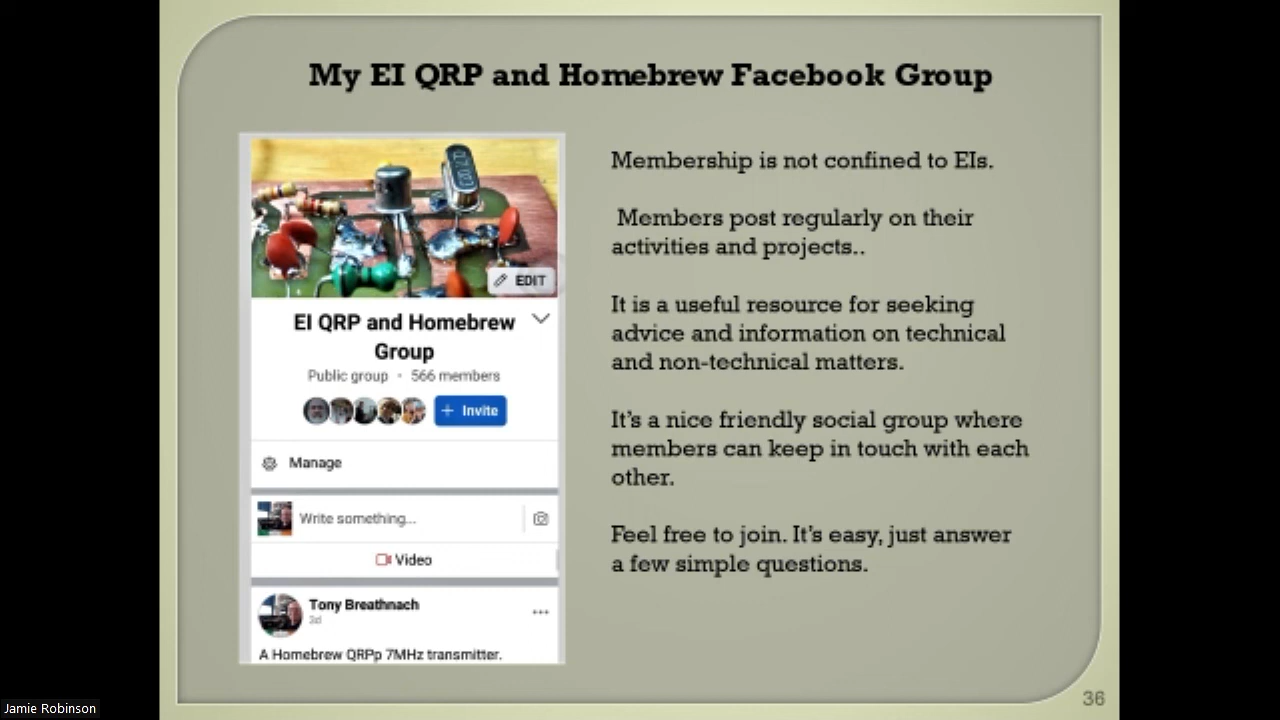 My EI QRP and Homebrew Facebook Group
EDIT
EI QRP and Homebrew
Group
Public group · 566 members
+ Invite
Manage
Write something...
Video
Tony Breathnach
2d
A Homebrew QRPp 7MHz transmitter.
Membership is not confined to EIs.
Members post regularly on their
activities and projects..
It is a useful resource for seeking
advice and information on technical
and non-technical matters.
It's a nice friendly social group where
members can keep in touch with each
other.
Feel free to join. It's easy, just answer
a few simple questions.
36
Jamie Robinson